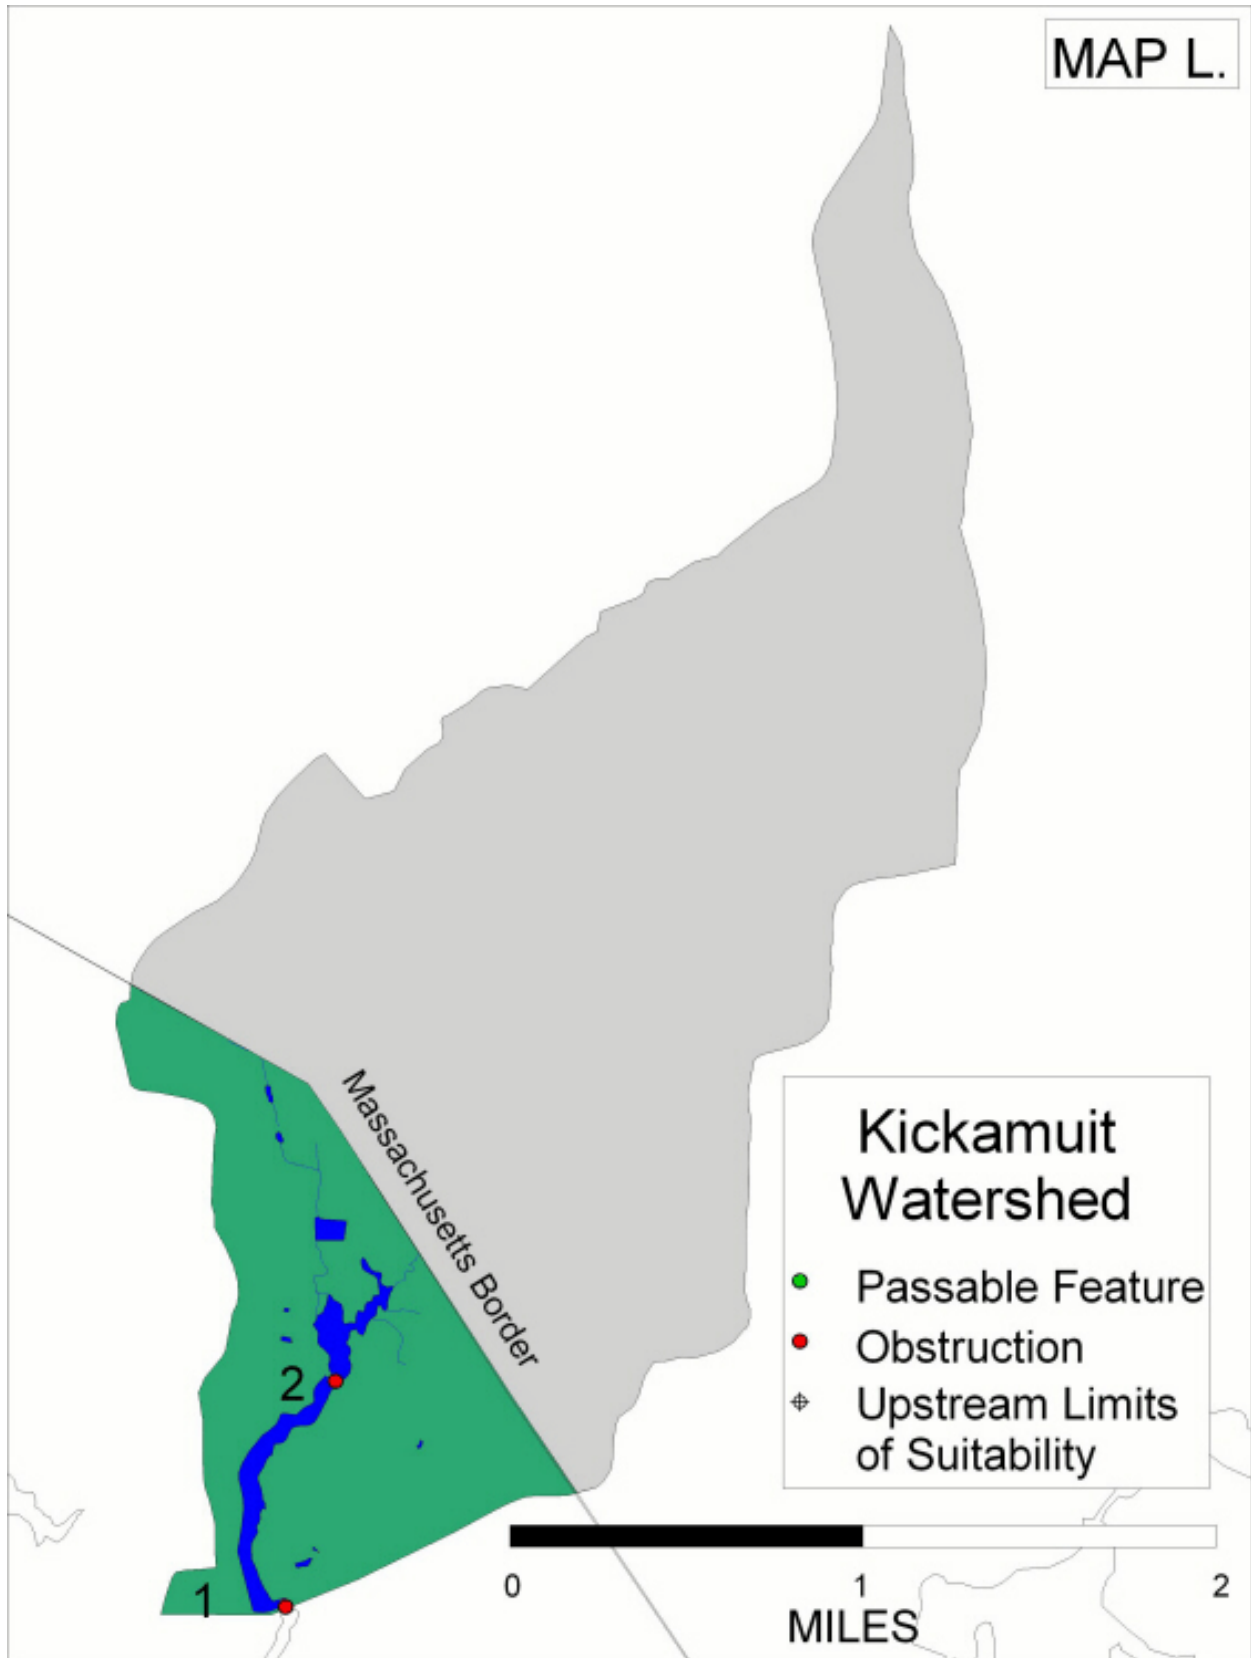 MAP L.
Massachusetts Border
Kickamuit
Watershed
Passable Feature
Obstruction
Upstream Limits
of Suitability
2
1
0 1 2
MILES